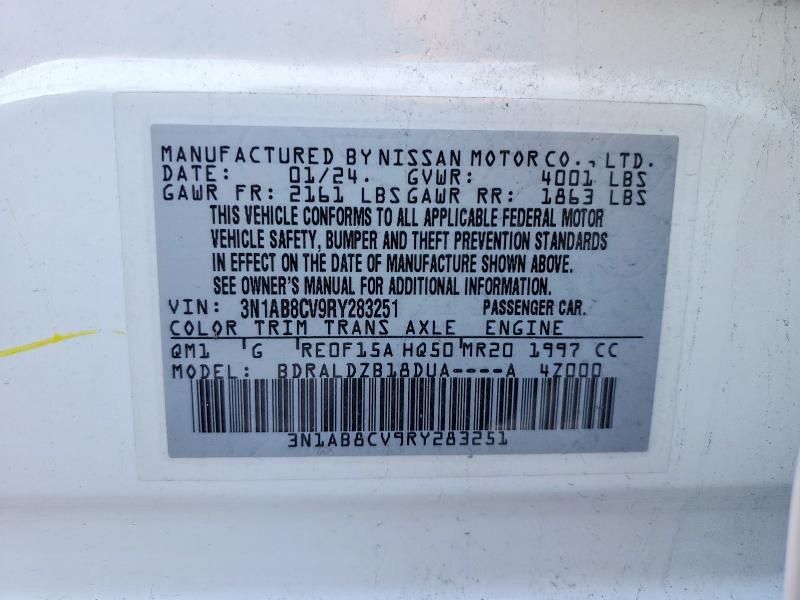 MANUFACTURED BY NISSAN MOTOR CO., LTD.
DATE: 01/24. GVWR: 4001 LBS
GAWR FR: 2161 LBS GAWR RR: 1863 LBS
THIS VEHICLE CONFORMS TO ALL APPLICABLE FEDERAL MOTOR
VEHICLE SAFETY, BUMPER AND THEFT PREVENTION STANDARDS
IN EFFECT ON THE DATE OF MANUFACTURE SHOWN ABOVE.
SEE OWNER'S MANUAL FOR ADDITIONAL INFORMATION.
VIN: 3N1AB8CV9RY283251 PASSENGER CAR.
COLOR TRIM TRANS AXLE ENGINE
QM1 G RE0F15A HQ50 MR20 1997 CC
MODEL: BDRALDZB18DUA----A 4Z000
3N1AB8CV9RY283251